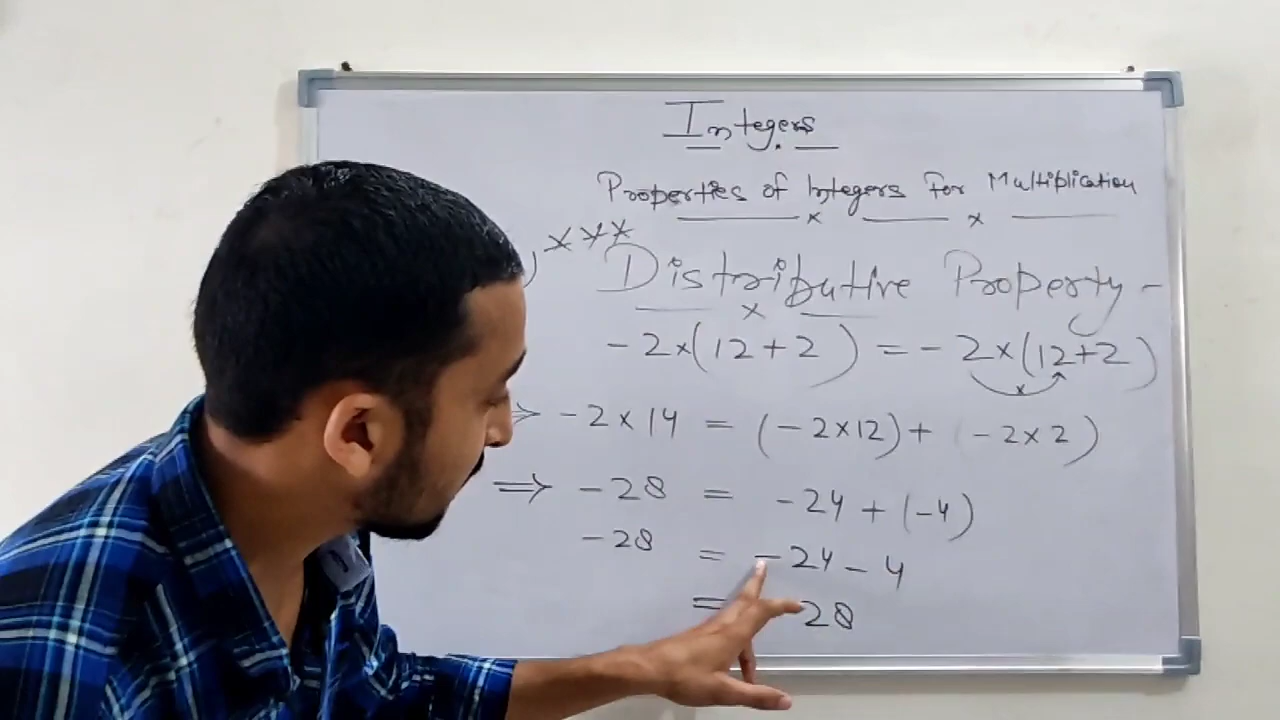 Integers
Properties of Integers for Multiplication
) *** Distributive Property -
-2×(12+2) = -2×(12+2)
⇒ -2×14 = (-2×12)+(-2×2)
⇒ -28 = -24+(-4)
-28 = -24-4
= 28